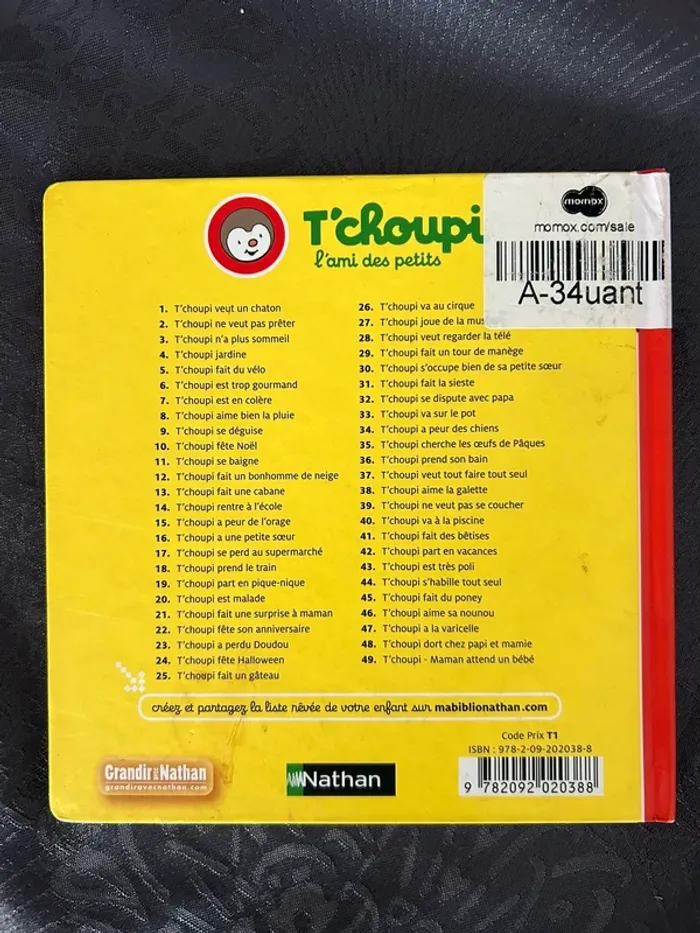 T'choupi
l'ami des petits
momox
momox.com/sale
A-34uant
1. T'choupi veut un chaton
2. T'choupi ne veut pas prêter
3. T'choupi n'a plus sommeil
4. T'choupi jardine
5. T'choupi fait du vélo
6. T'choupi est trop gourmand
7. T'choupi est en colère
8. T'choupi aime bien la pluie
9. T'choupi se déguise
10. T'choupi fête Noël
11. T'choupi se baigne
12. T'choupi fait un bonhomme de neige
13. T'choupi fait une cabane
14. T'choupi rentre à l'école
15. T'choupi a peur de l'orage
16. T'choupi a une petite sœur
17. T'choupi se perd au supermarché
18. T'choupi prend le train
19. T'choupi part en pique-nique
20. T'choupi est malade
21. T'choupi fait une surprise à maman
22. T'choupi fête son anniversaire
23. T'choupi a perdu Doudou
24. T'choupi fête Halloween
25. T'choupi fait un gâteau
26. T'choupi va au cirque
27. T'choupi joue de la
28. T'choupi veut regarder la télé
29. T'choupi fait un tour de manège
30. T'choupi s'occupe bien de sa petite sœur
31. T'choupi fait la sieste
32. T'choupi se dispute avec papa
33. T'choupi va sur le pot
34. T'choupi a peur des chiens
35. T'choupi cherche les œufs de Pâques
36. T'choupi prend son bain
37. T'choupi veut tout faire tout seul
38. T'choupi aime la galette
39. T'choupi ne veut pas se coucher
40. T'choupi va à la piscine
41. T'choupi fait des bêtises
42. T'choupi part en vacances
43. T'choupi est très poli
44. T'choupi s'habille tout seul
45. T'choupi fait du poney
46. T'choupi aime sa nounou
47. T'choupi a la varicelle
48. T'choupi dort chez papi et mamie
49. T'choupi - Maman attend un bébé
créez et partagez la liste rêvée de votre enfant sur mabiblionathan.com
Code Prix T1
ISBN : 978-2-09-202038-8
9 782092 020388
Grandir avec Nathan
grandiravecnathan.com
Nathan